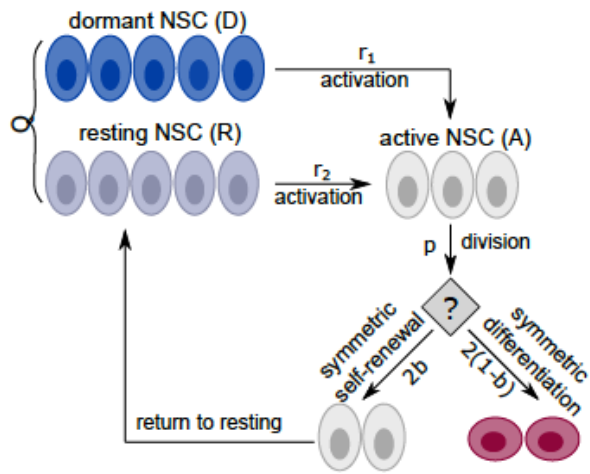 dormant NSC (D)
r1
activation
Q
resting NSC (R)
active NSC (A)
r2
activation
p
division
?
symmetric
self-renewal
2b
symmetric
differentiation
2(1-b)
return to resting